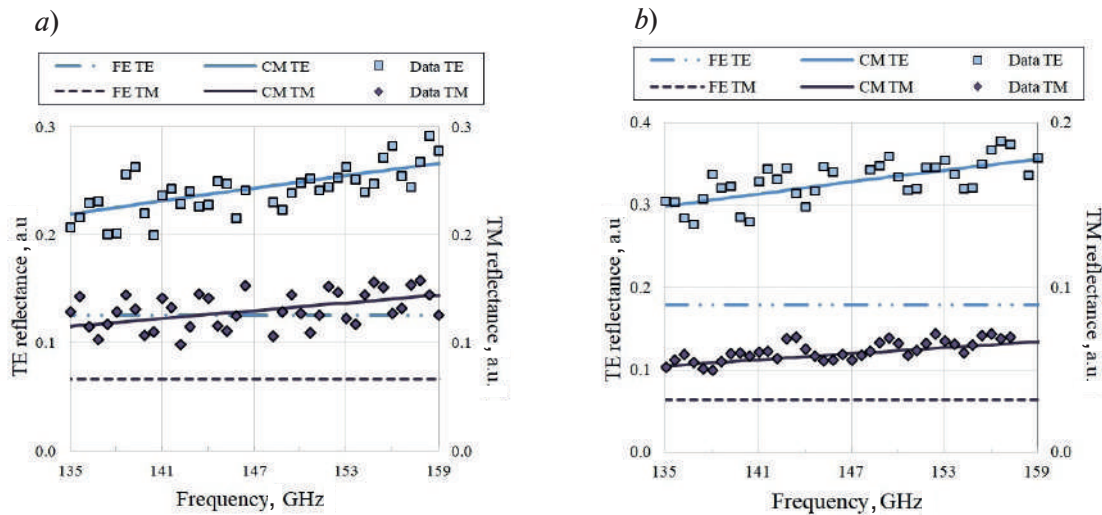 a)
FE TE CM TE Data TE
FE TM CM TM Data TM
0.3 0.3
0.2 0.2
0.1 0.1
0.0 0.0
TE reflectance, a.u
TM reflectance, a.u.
135 141 147 153 159
Frequency, GHz
b)
FE TE CM TE Data TE
FE TM CM TM Data TM
0.4 0.2
0.3
0.2 0.1
0.1
0.0 0.0
TE reflectance, a.u
TM reflectance, a.u.
135 141 147 153 159
Frequency, GHz